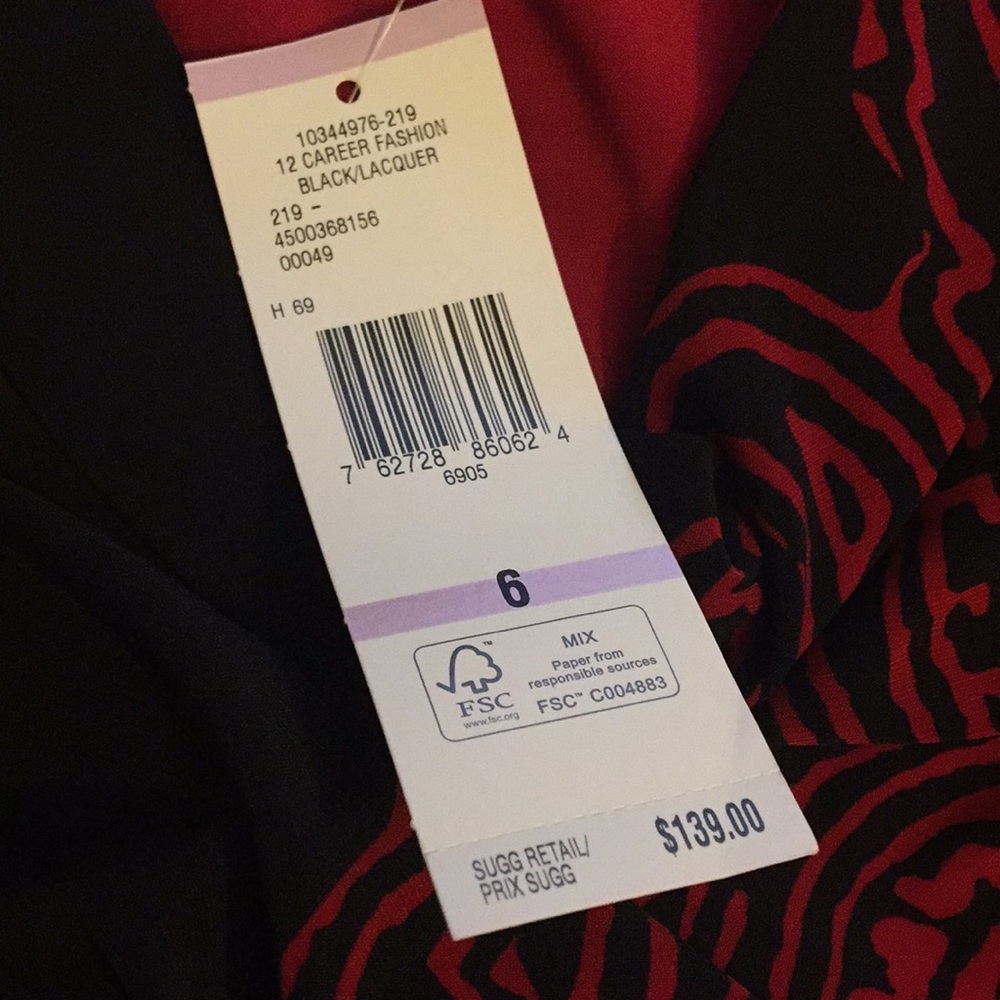 10344976-219
12 CAREER FASHION
BLACK/LACQUER
219 -
4500368156
00049
H 69
7 62728 86062 4
6905
6
FSC™
www.fsc.org
MIX
Paper from
responsible sources
FSC™ C004883
SUGG RETAIL/
PRIX SUGG
$139.00